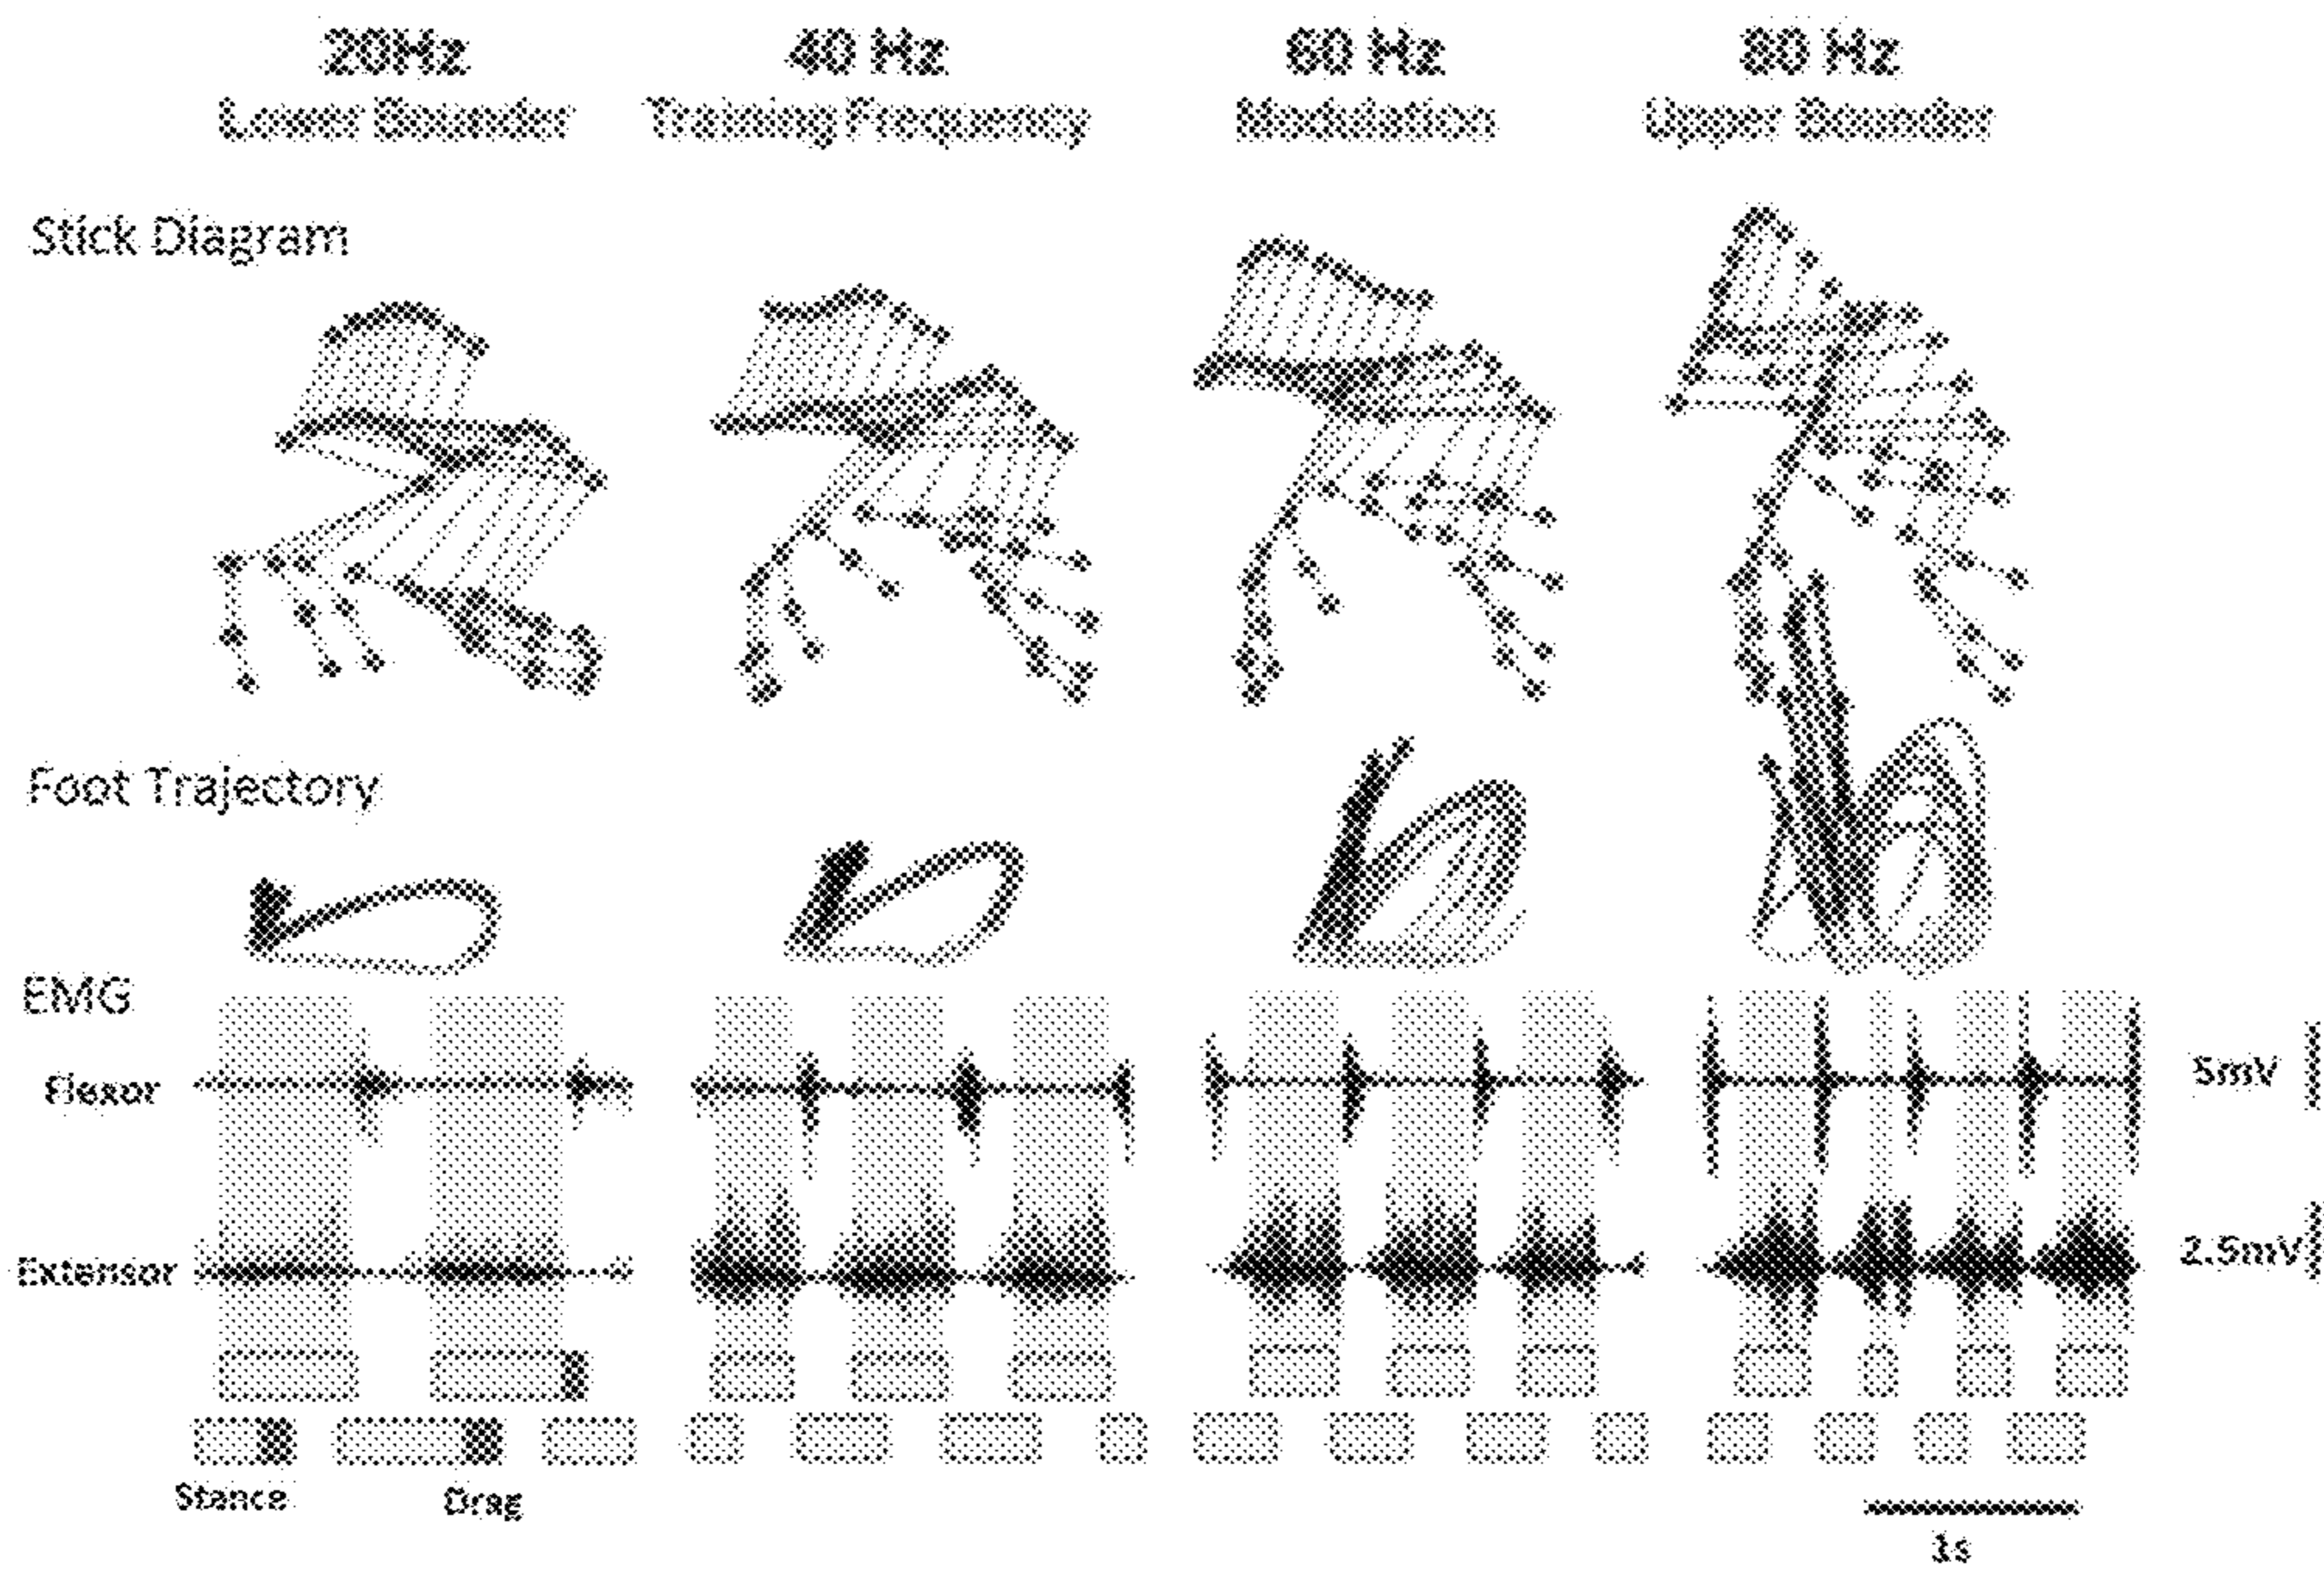 20Hz 40 Hz 60 Hz 80 Hz
Lower Bounder Training Frequency Modulation Upper Bounder
Stick Diagram
Foot Trajectory
EMG
Flexor 5mV
Extensor 2.5mV
Stance Drag
1s